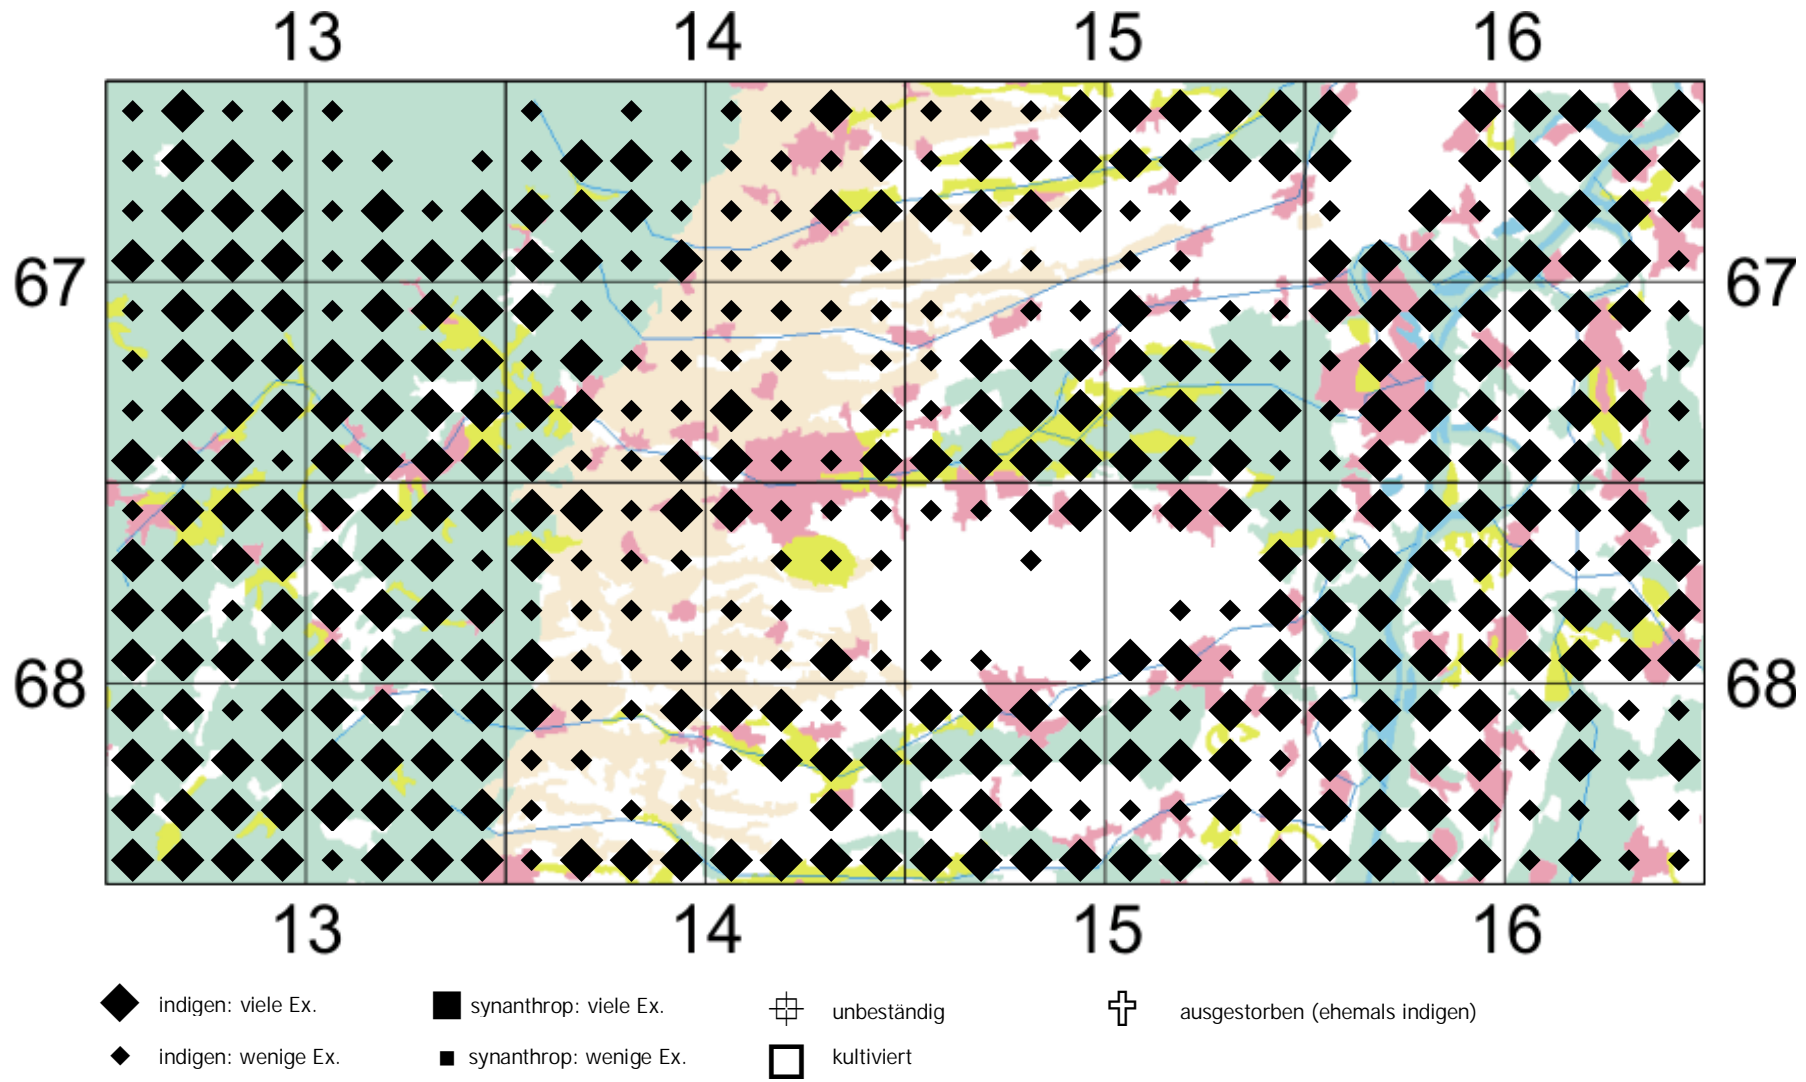 13 14 15 16
67 67
68 68
13 14 15 16
indigen: viele Ex. synanthrop: viele Ex. unbeständig ausgestorben (ehemals indigen)
indigen: wenige Ex. synanthrop: wenige Ex. kultiviert